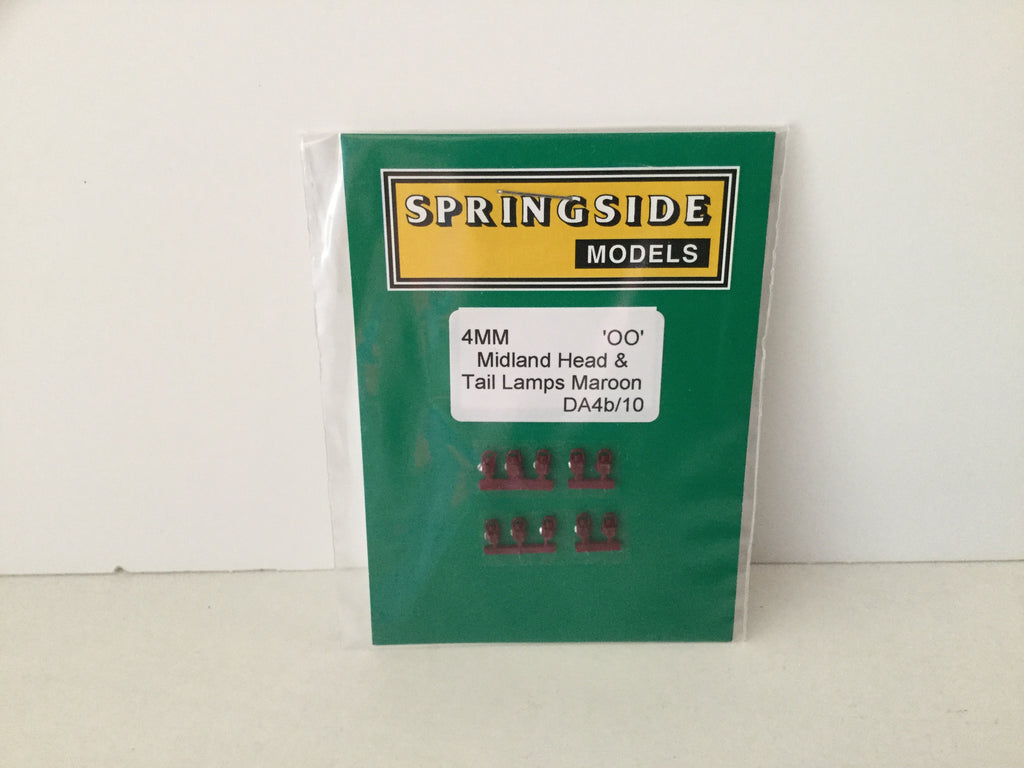 SPRINGSIDE
MODELS
4MM 'OO'
Midland Head &
Tail Lamps Maroon
DA4b/10